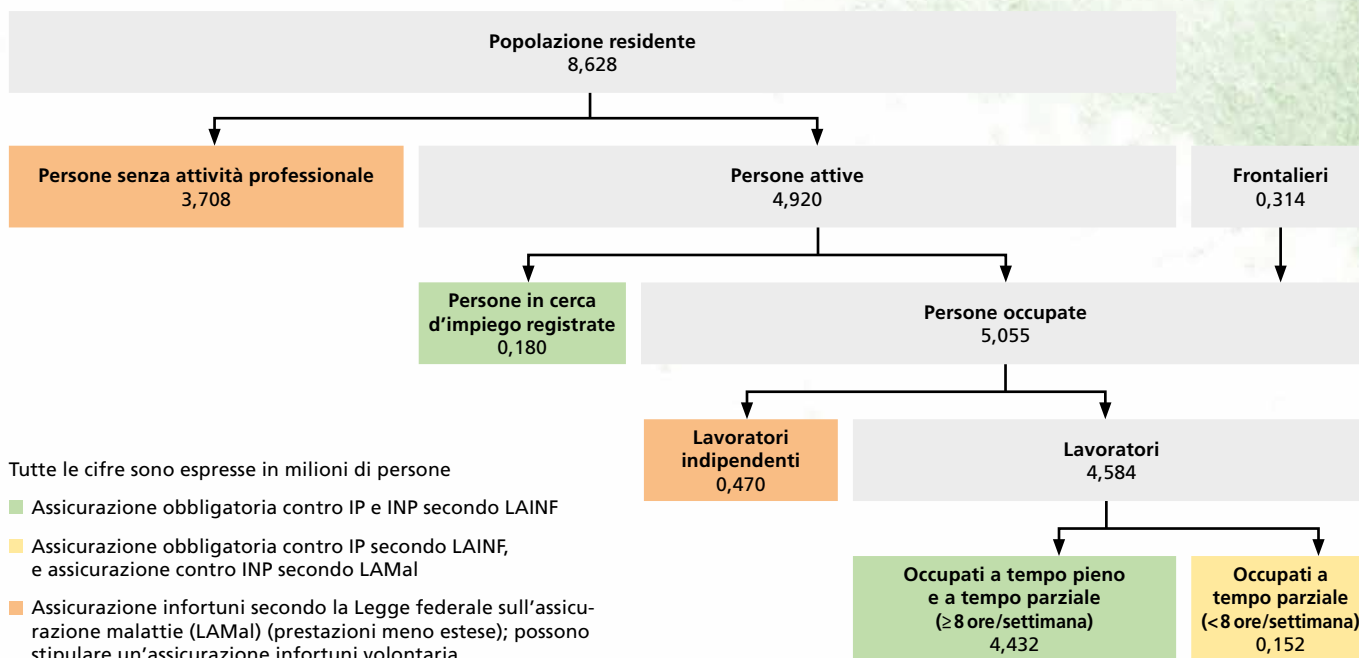 Popolazione residente
8,628
Persone senza attività professionale
3,708
Persone attive
4,920
Frontalieri
0,314
Persone in cerca
d'impiego registrate
0,180
Persone occupate
5,055
Lavoratori
indipendenti
0,470
Lavoratori
4,584
Tutte le cifre sono espresse in milioni di persone
Assicurazione obbligatoria contro IP e INP secondo LAINF
Assicurazione obbligatoria contro IP secondo LAINF,
e assicurazione contro INP secondo LAMal
Assicurazione infortuni secondo la Legge federale sull'assicu-
razione malattie (LAMal) (prestazioni meno estese); possono
stipulare un'assicurazione infortuni volontaria
Occupati a tempo pieno
e a tempo parziale
(≥ 8 ore/settimana)
4,432
Occupati a
tempo parziale
(< 8 ore/settimana)
0,152